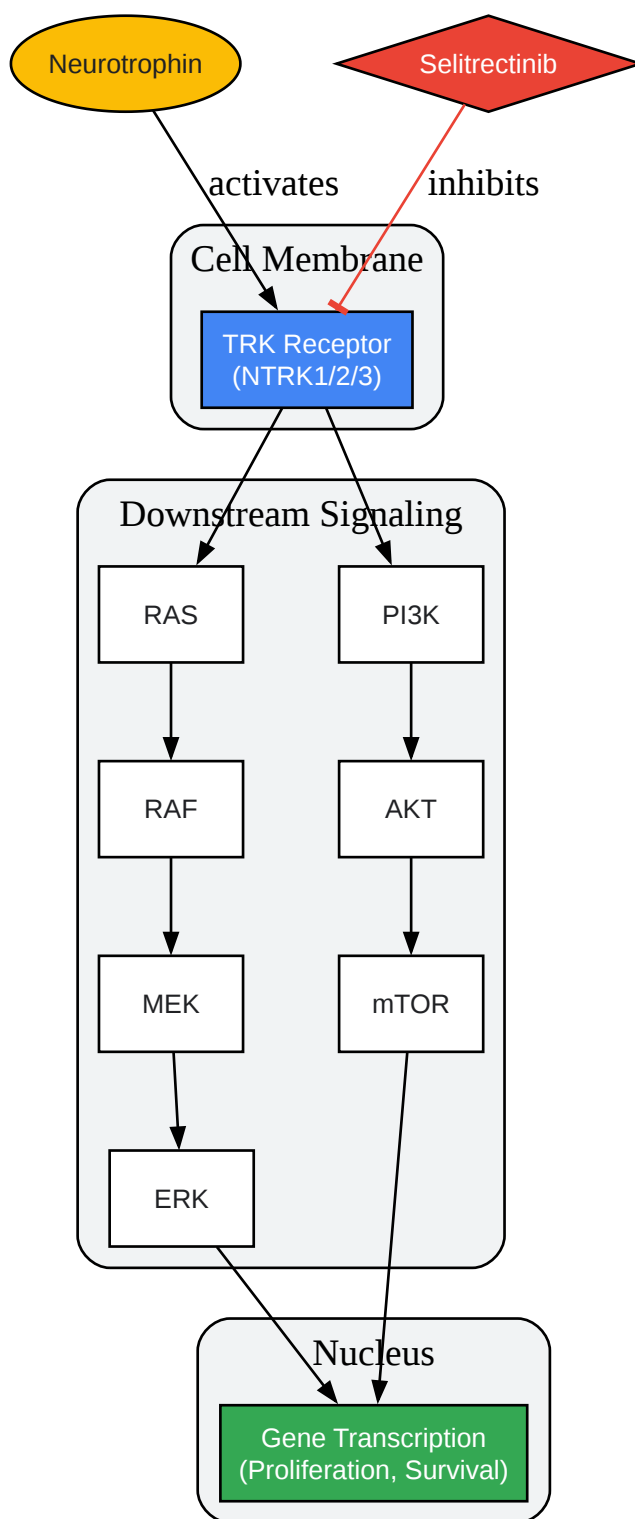 Neurotrophin
Selitrectinib
activates
inhibits
Cell Membrane
TRK Receptor
(NTRK1/2/3)
Downstream Signaling
RAS
PI3K
RAF
AKT
MEK
mTOR
ERK
Nucleus
Gene Transcription
(Proliferation, Survival)